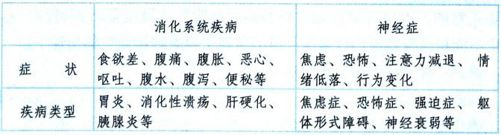 消化系统疾病 神经症
症 状 食欲差、腹痛、腹胀、恶心、呕吐、腹水、腹泻、便秘等 焦虑、恐怖、注意力减退、情绪低落、行为变化
疾病类型 胃炎、消化性溃疡、肝硬化、胰腺炎等 焦虑症、恐怖症、强迫症、躯体形式障碍、神经衰弱等